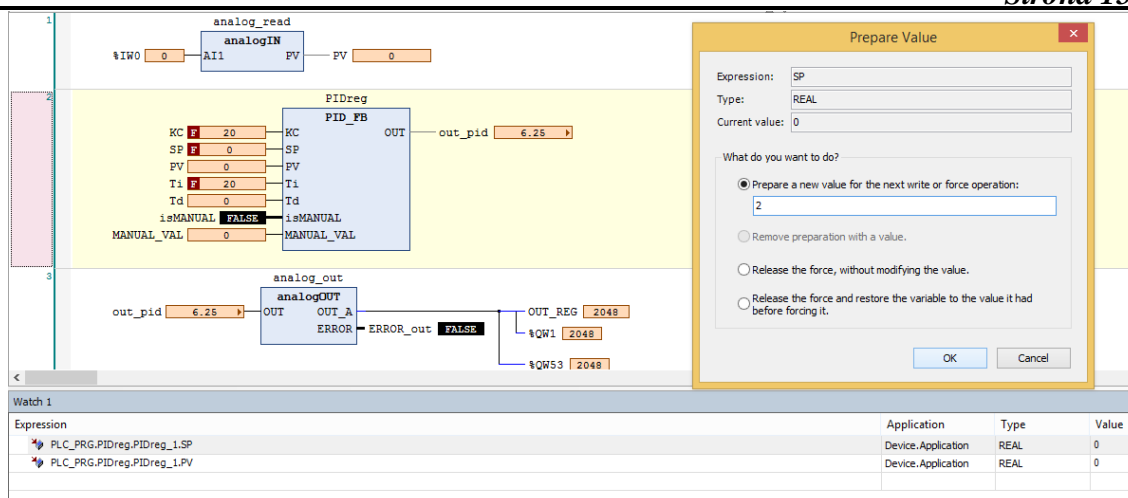 Strona 13
1
analog_read
analogIN
%IW0 0 AI1 PV PV 0
2
PIDreg
PID_FB
KC F 20 KC OUT out_pid 6.25
SP F 0 SP
PV 0 PV
Ti F 20 Ti
Td 0 Td
isMANUAL FALSE isMANUAL
MANUAL_VAL 0 MANUAL_VAL
3
analog_out
analogOUT
out_pid 6.25 OUT OUT_A OUT_REG 2048
ERROR ERROR_out FALSE %QW1 2048
%QW53 2048
Prepare Value
Expression: SP
Type: REAL
Current value: 0
What do you want to do?
Prepare a new value for the next write or force operation:
2
Remove preparation with a value.
Release the force, without modifying the value.
Release the force and restore the variable to the value it had
before forcing it.
OK Cancel
Watch 1
Expression Application Type Value
PLC_PRG.PIDreg.PIDreg_1.SP Device.Application REAL 0
PLC_PRG.PIDreg.PIDreg_1.PV Device.Application REAL 0